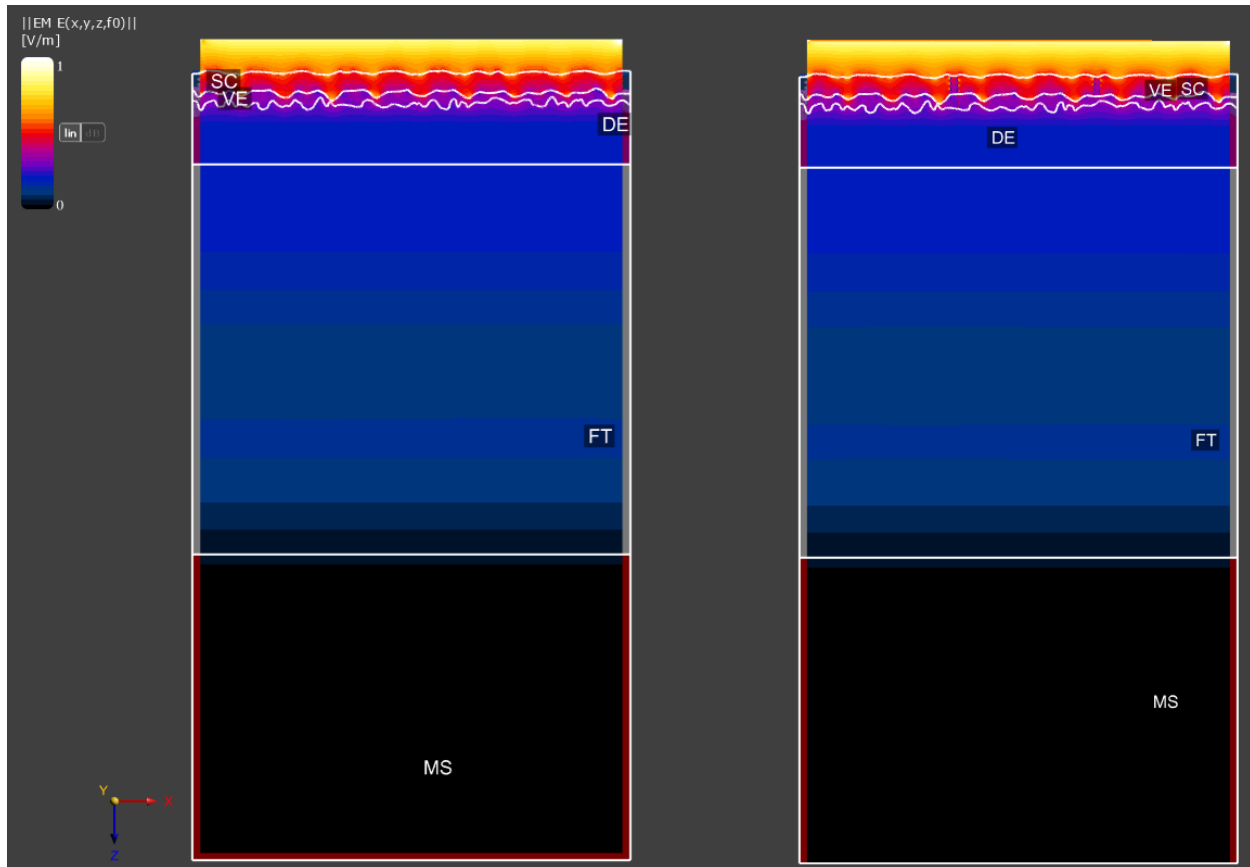 ||EM E(x,y,z,f0)||
[V/m]
1
lin dB
0
SC
VE
DE
FT
MS
VE SC
DE
FT
MS
Y
X
Z